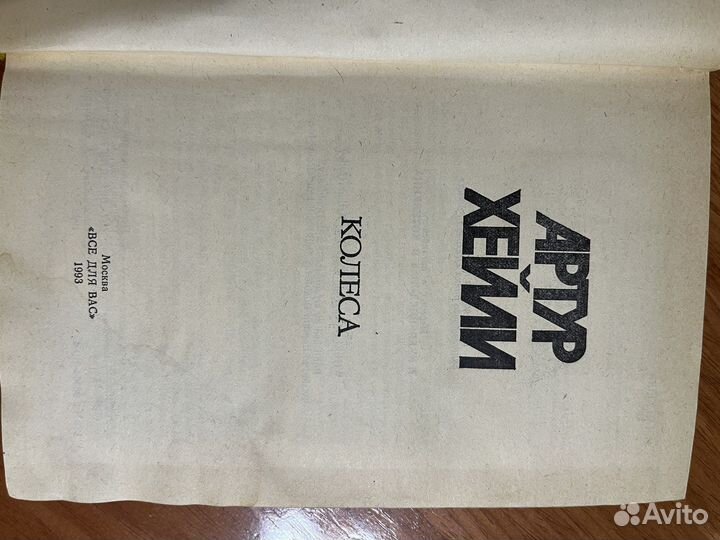 АРТУР
ХЕЙЛИ
КОЛЕСА
Москва
«ВСЕ ДЛЯ ВАС»
1993
Avito